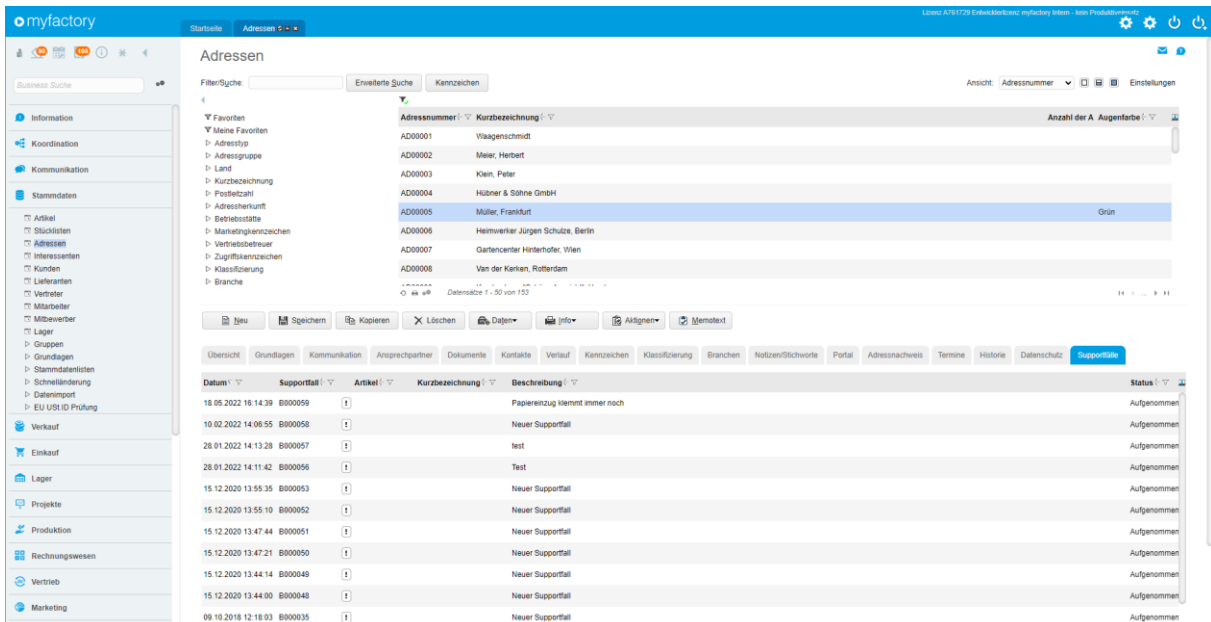 Lizenz A761729 Entwicklerlizenz myfactory Intern - kein Produktiveinsatz
myfactory
Startseite
Adressen
Adressen
Business Suche
Filter/Suche:
Erweiterte Suche
Kennzeichen
Ansicht: Adressnummer
Einstellungen
Information
Koordination
Kommunikation
Stammdaten
Artikel
Stücklisten
Adressen
Interessenten
Kunden
Lieferanten
Vertreter
Mitarbeiter
Mitbewerber
Lager
Gruppen
Grundlagen
Stammdatenlisten
Schnelländerung
Datenimport
EU USt.ID Prüfung
Verkauf
Einkauf
Lager
Projekte
Produktion
Rechnungswesen
Vertrieb
Marketing
Favoriten
Meine Favoriten
Adresstyp
Adressgruppe
Land
Kurzbezeichnung
Postleitzahl
Adressherkunft
Betriebsstätte
Marketingkennzeichen
Vertriebsbetreuer
Zugriffskennzeichen
Klassifizierung
Branche
Adressnummer Kurzbezeichnung Anzahl der A Augenfarbe
AD00001 Waagenschmidt
AD00002 Meier, Herbert
AD00003 Klein, Peter
AD00004 Hübner & Söhne GmbH
AD00005 Müller, Frankfurt Grün
AD00006 Heimwerker Jürgen Schulze, Berlin
AD00007 Gartencenter Hinterhofer, Wien
AD00008 Van der Kerken, Rotterdam
Datensätze 1 - 50 von 153
Neu Speichern Kopieren Löschen Daten Info Aktionen Memotext
Übersicht Grundlagen Kommunikation Ansprechpartner Dokumente Kontakte Verlauf Kennzeichen Klassifizierung Branchen Notizen/Stichworte Portal Adressnachweis Termine Historie Datenschutz Supportfälle
Datum Supportfall Artikel Kurzbezeichnung Beschreibung Status
18.05.2022 16:14:39 B000059 ! Papiereinzug klemmt immer noch Aufgenommen
10.02.2022 14:06:55 B000058 ! Neuer Supportfall Aufgenommen
28.01.2022 14:13:28 B000057 ! test Aufgenommen
28.01.2022 14:11:42 B000056 ! Test Aufgenommen
15.12.2020 13:55:35 B000053 ! Neuer Supportfall Aufgenommen
15.12.2020 13:55:10 B000052 ! Neuer Supportfall Aufgenommen
15.12.2020 13:47:44 B000051 ! Neuer Supportfall Aufgenommen
15.12.2020 13:47:21 B000050 ! Neuer Supportfall Aufgenommen
15.12.2020 13:44:14 B000049 ! Neuer Supportfall Aufgenommen
15.12.2020 13:44:00 B000048 ! Neuer Supportfall Aufgenommen
09.10.2018 12:18:03 B000035 ! Neuer Supportfall Aufgenommen